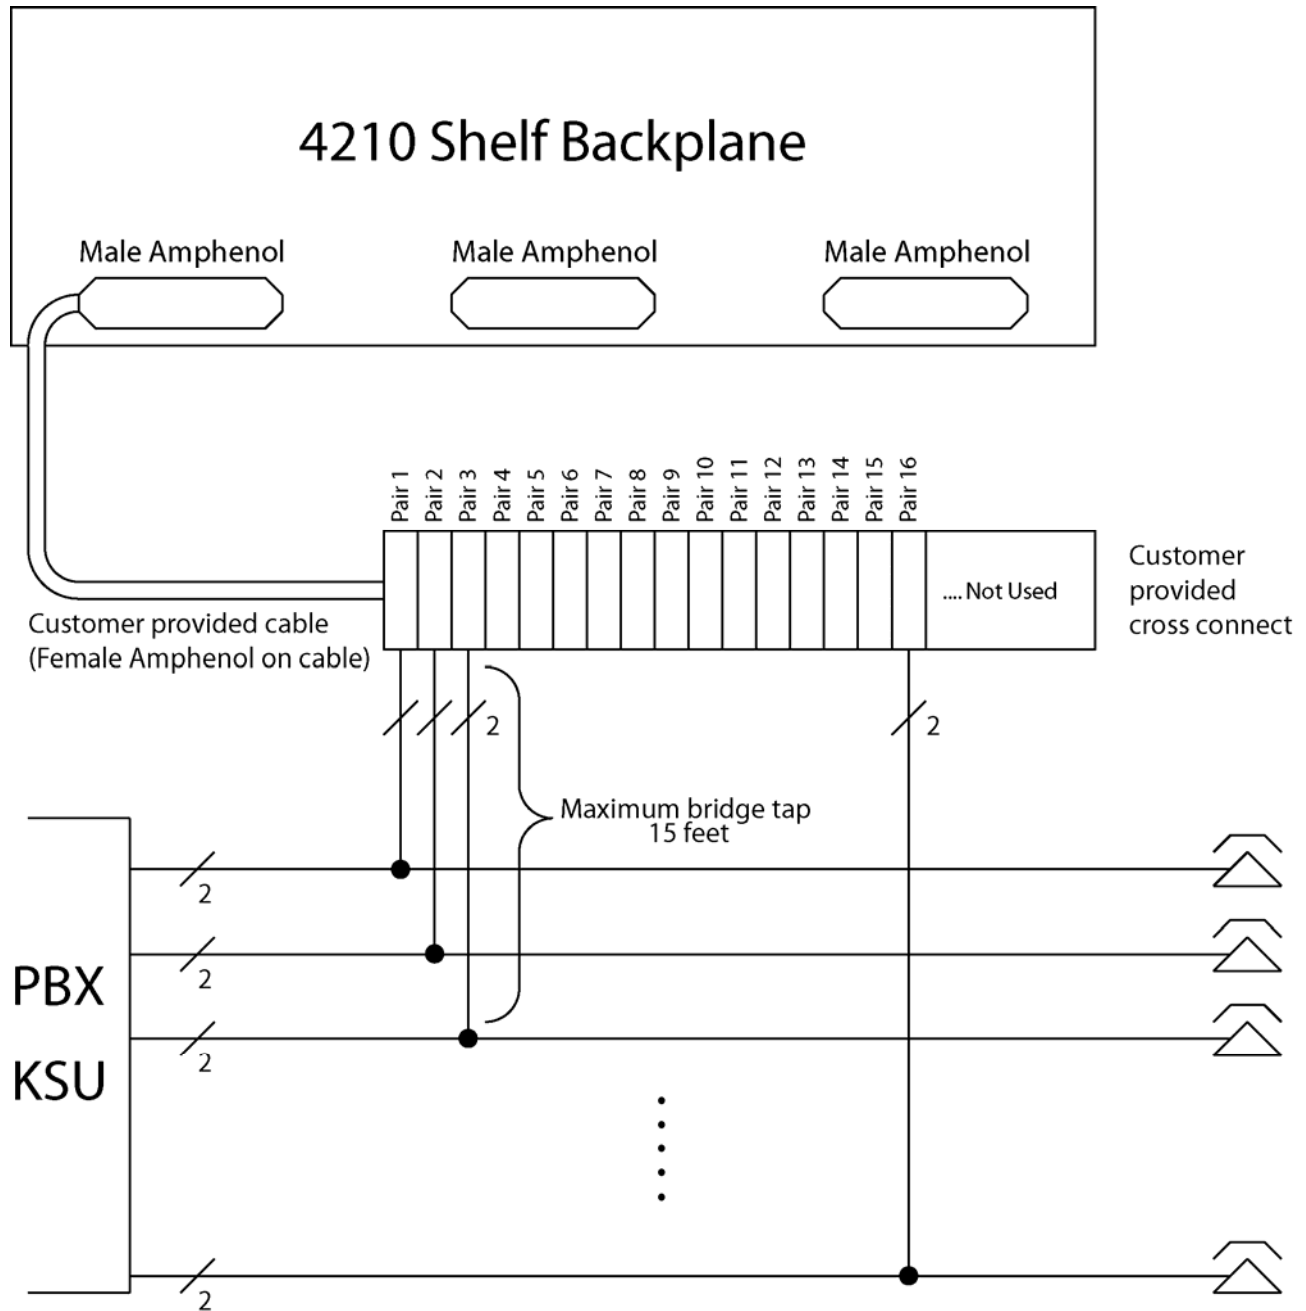 4210 Shelf Backplane
Male Amphenol
Male Amphenol
Male Amphenol
Pair 1
Pair 2
Pair 3
Pair 4
Pair 5
Pair 6
Pair 7
Pair 8
Pair 9
Pair 10
Pair 11
Pair 12
Pair 13
Pair 14
Pair 15
Pair 16
.... Not Used
Customer
provided
cross connect
Customer provided cable
(Female Amphenol on cable)
2
2
Maximum bridge tap
15 feet
2
2
PBX
2
KSU
2